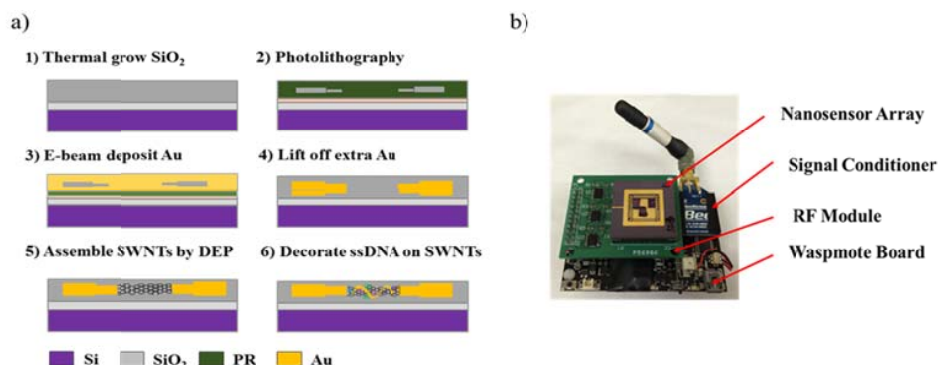 a)
1) Thermal grow SiO₂
2) Photolithography
3) E-beam deposit Au
4) Lift off extra Au
5) Assemble SWNTs by DEP
6) Decorate ssDNA on SWNTs
Si
SiO₂
PR
Au
b)
Nanosensor Array
Signal Conditioner
RF Module
Waspmote Board